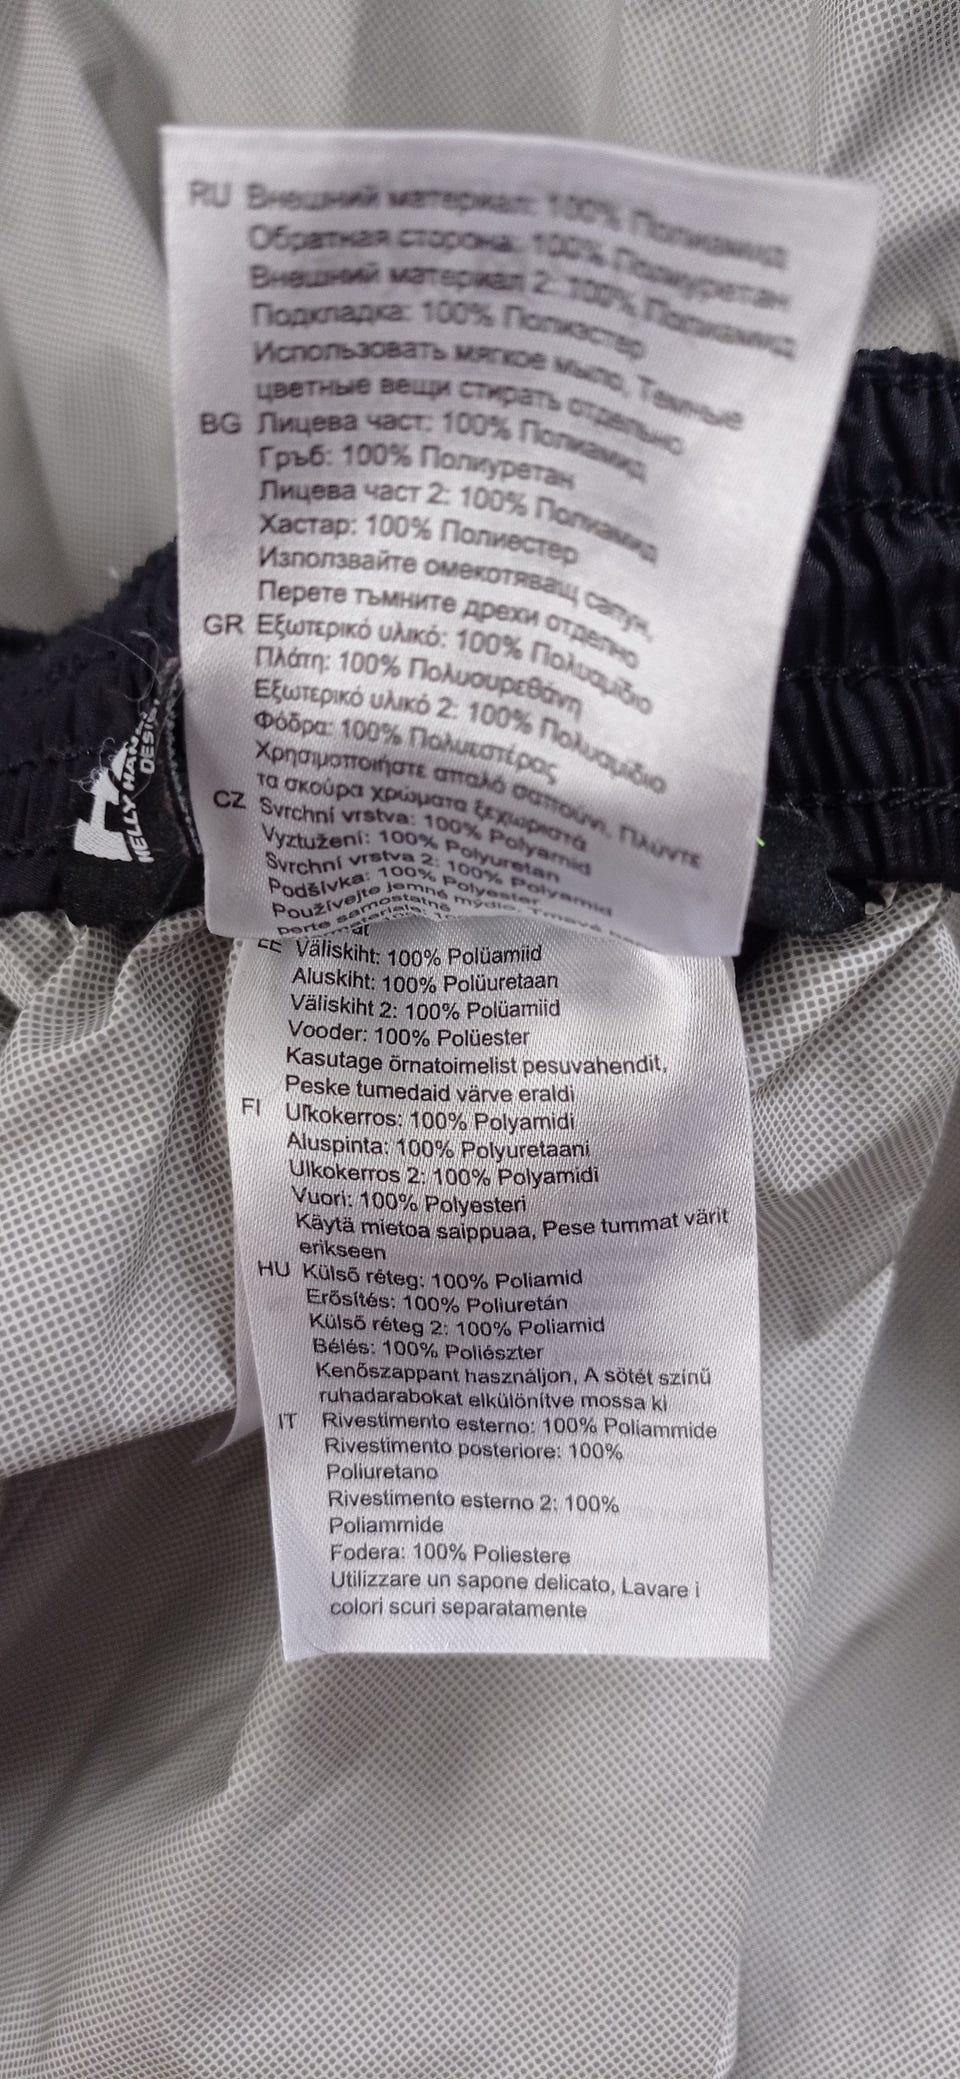 RU Внешний материал: 100% Полиамид
Обратная сторона: 100% Полиуретан
Внешний материал 2: 100% Полиамид
Подкладка: 100% Полиэстер
Использовать мягкое мыло, Темные
цветные вещи стирать отдельно
BG Лицева част: 100% Полиамид
Гръб: 100% Полиуретан
Лицева част 2: 100% Полиамид
Хастар: 100% Полиестер
Използвайте омекотяващ сапун,
Перете тъмните дрехи отделно
GR Εξωτερικό υλικό: 100% Πολυαμίδιο
Πλάτη: 100% Πολυουρεθάνη
Εξωτερικό υλικό 2: 100% Πολυαμίδιο
Φόδρα: 100% Πολυεστέρας
Χρησιμοποιήστε απαλό σαπούνι, Πλύντε
τα σκούρα χρώματα ξεχωριστά
CZ Svrchní vrstva: 100% Polyamid
Vyztužení: 100% Polyuretan
Svrchní vrstva 2: 100% Polyamid
Podšívka: 100% Polyester
Používejte jemné mýdlo, Tmavé
perte samostatně
EE Väliskiht: 100% Polüamiid
Aluskiht: 100% Polüuretaan
Väliskiht 2: 100% Polüamiid
Vooder: 100% Polüester
Kasutage õrnatoimelist pesuvahendit,
Peske tumedaid värve eraldi
FI Ulkokerros: 100% Polyamidi
Aluspinta: 100% Polyuretaani
Ulkokerros 2: 100% Polyamidi
Vuori: 100% Polyesteri
Käytä mietoa saippuaa, Pese tummat värit
erikseen
HU Külső réteg: 100% Poliamid
Erősítés: 100% Poliuretán
Külső réteg 2: 100% Poliamid
Bélés: 100% Poliészter
Kenőszappant használjon, A sötét színű
ruhadarabokat elkülönítve mossa ki
IT Rivestimento esterno: 100% Poliammide
Rivestimento posteriore: 100%
Poliuretano
Rivestimento esterno 2: 100%
Poliammide
Fodera: 100% Poliestere
Utilizzare un sapone delicato, Lavare i
colori scuri separatamente